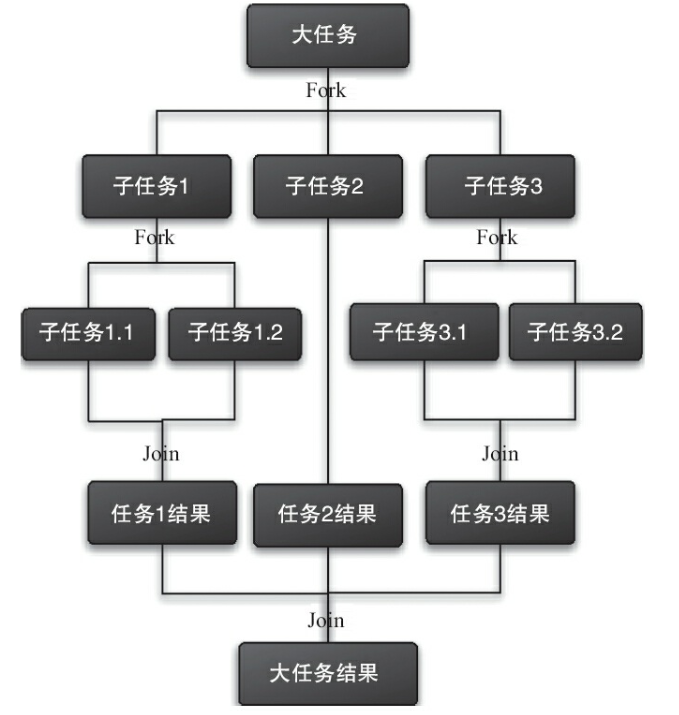 大任务
Fork
子任务1
子任务2
子任务3
Fork
Fork
子任务1.1
子任务1.2
子任务3.1
子任务3.2
Join
Join
任务1结果
任务2结果
任务3结果
Join
大任务结果